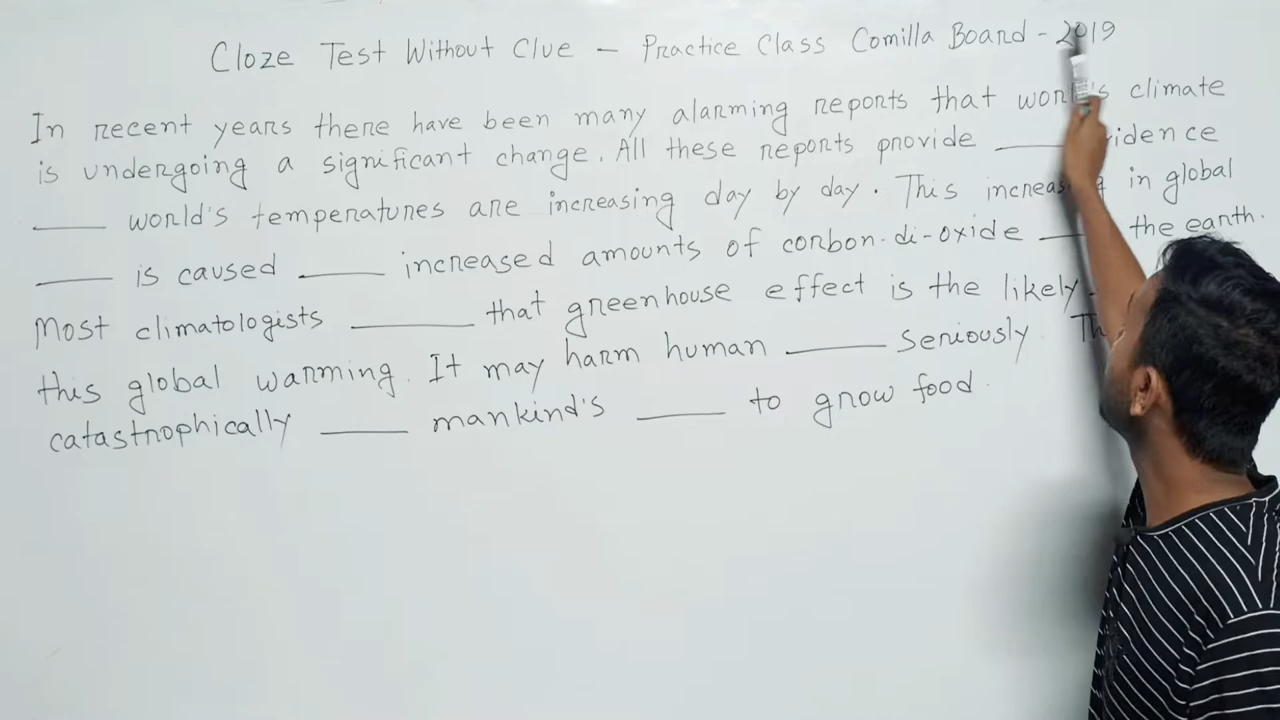 Cloze Test Without Clue – Practice Class Comilla Board - 2019
In recent years there have been many alarming reports that world's climate
is undergoing a significant change. All these reports provide ____
____ world's temperatures are increasing day by day. This in global
____ is caused ____ increased amounts of corbon-di-oxide ____ the earth.
Most climatologists ____ that greenhouse effect is the likely
this global warming. It may harm human ____ seriously.
catastrophically ____ mankind's ____ to grow food.